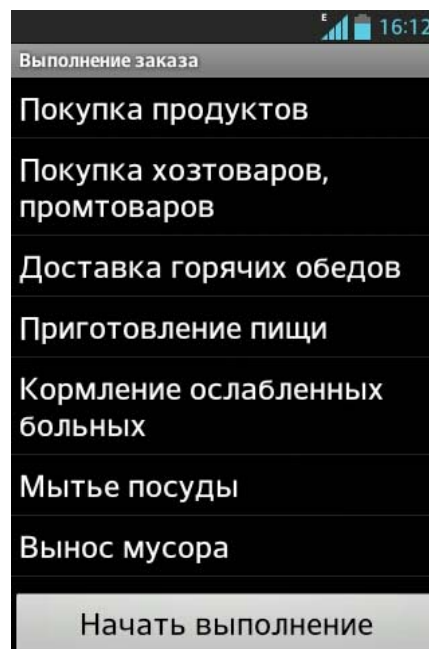 E
16:12
Выполнение заказа
Покупка продуктов
Покупка хозтоваров,
промтоваров
Доставка горячих обедов
Приготовление пищи
Кормление ослабленных
больных
Мытье посуды
Вынос мусора
Начать выполнение